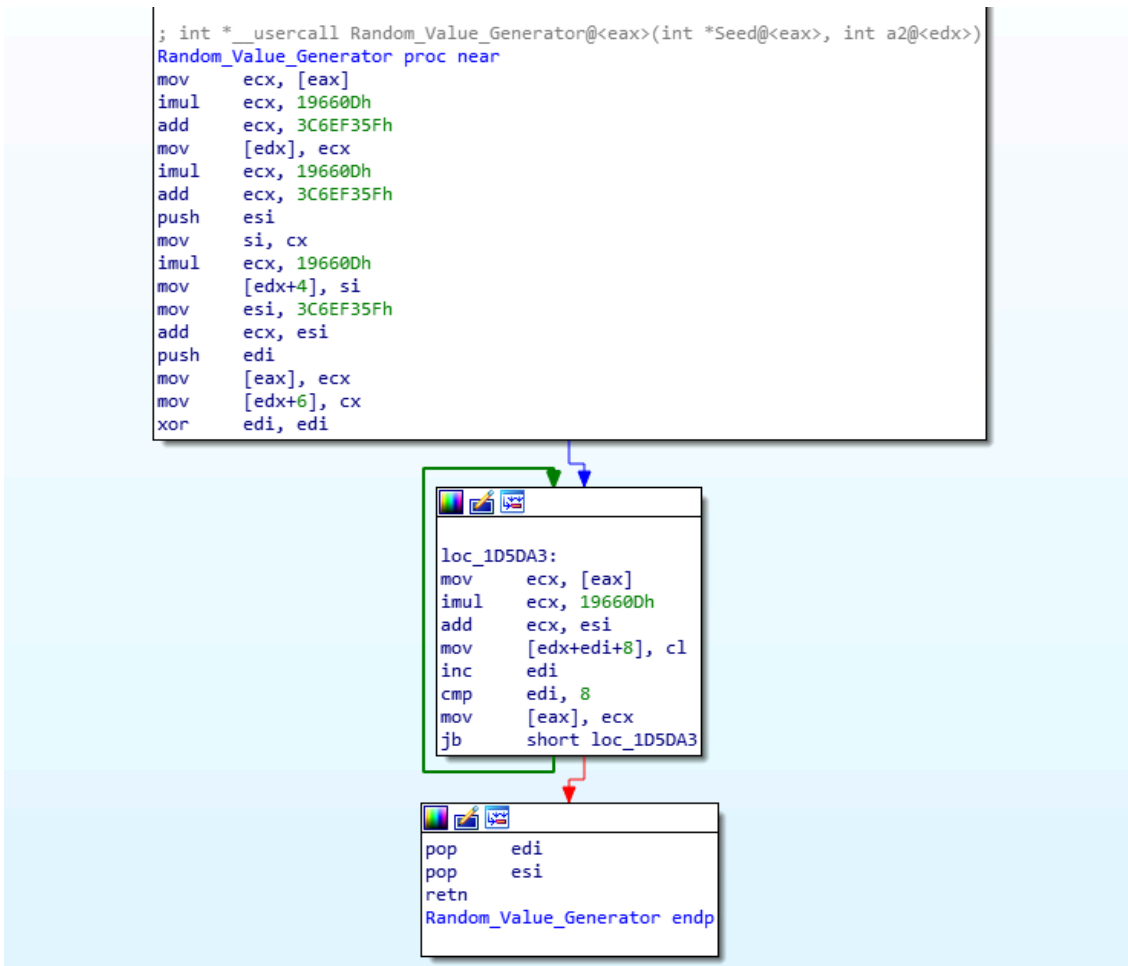 ; int *__usercall Random_Value_Generator@<eax>(int *Seed@<eax>, int a2@<edx>)
Random_Value_Generator proc near
mov     ecx, [eax]
imul    ecx, 19660Dh
add     ecx, 3C6EF35Fh
mov     [edx], ecx
imul    ecx, 19660Dh
add     ecx, 3C6EF35Fh
push    esi
mov     si, cx
imul    ecx, 19660Dh
mov     [edx+4], si
mov     esi, 3C6EF35Fh
add     ecx, esi
push    edi
mov     [eax], ecx
mov     [edx+6], cx
xor     edi, edi
loc_1D5DA3:
mov     ecx, [eax]
imul    ecx, 19660Dh
add     ecx, esi
mov     [edx+edi+8], cl
inc     edi
cmp     edi, 8
mov     [eax], ecx
jb      short loc_1D5DA3
pop     edi
pop     esi
retn
Random_Value_Generator endp